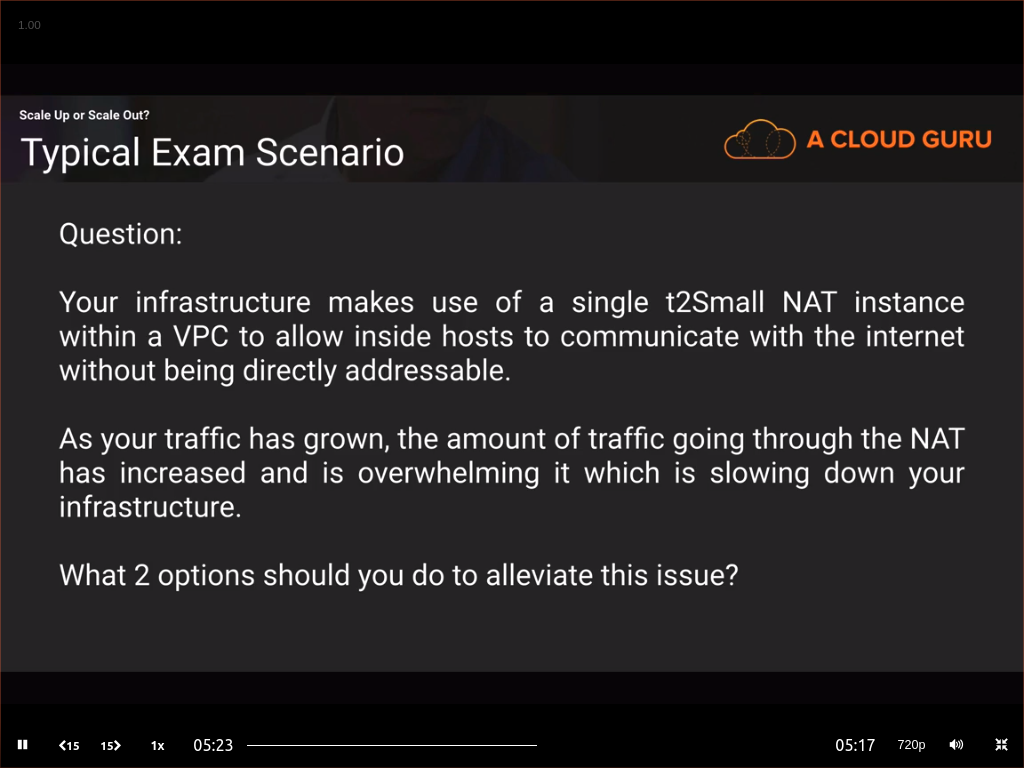 1.00
Scale Up or Scale Out?
Typical Exam Scenario
A CLOUD GURU
Question:
Your infrastructure makes use of a single t2Small NAT instance
within a VPC to allow inside hosts to communicate with the internet
without being directly addressable.
As your traffic has grown, the amount of traffic going through the NAT
has increased and is overwhelming it which is slowing down your
infrastructure.
What 2 options should you do to alleviate this issue?
15 15 1x 05:23 05:17 720p